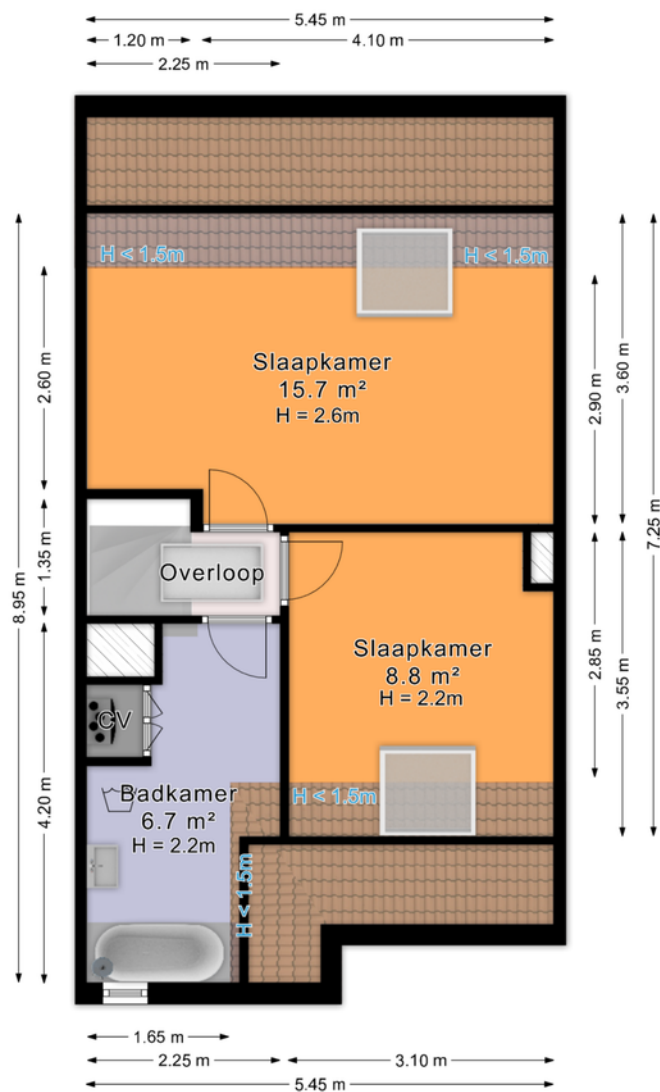 5.45 m
1.20 m
4.10 m
2.25 m
H < 1.5m
H < 1.5m
2.60 m
Slaapkamer
15.7 m²
H = 2.6m
2.90 m
3.60 m
7.25 m
8.95 m
1.35 m
Overloop
Slaapkamer
8.8 m²
H = 2.2m
2.85 m
3.55 m
CV
4.20 m
Badkamer
6.7 m²
H = 2.2m
H < 1.5m
H < 1.5m
1.65 m
2.25 m
3.10 m
5.45 m